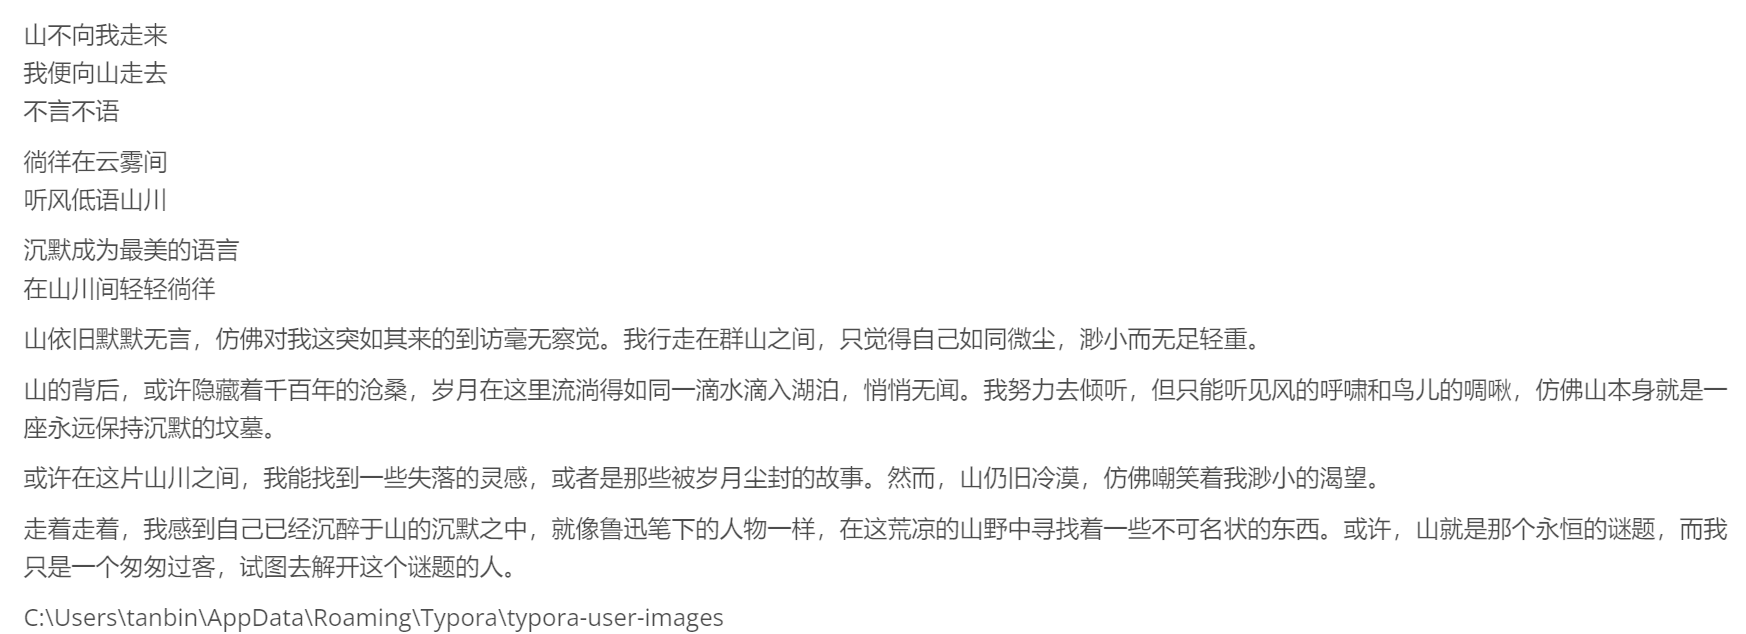 山不向我走来
我便向山走去
不言不语
徜徉在云雾间
听风低语山川
沉默成为最美的语言
在山川间轻轻徜徉
山依旧默默无言，仿佛对我这突如其来的到访毫无察觉。我行走在群山之间，只觉得自己如同微尘，渺小而无足轻重。
山的背后，或许隐藏着千百年的沧桑，岁月在这里流淌得如同一滴水滴入湖泊，悄悄无闻。我努力去倾听，但只能听见风的呼啸和鸟儿的啁啾，仿佛山本身就是一
座永远保持沉默的坟墓。
或许在这片山川之间，我能找到一些失落的灵感，或者是那些被岁月尘封的故事。然而，山仍旧冷漠，仿佛嘲笑着我渺小的渴望。
走着走着，我感到自己已经沉醉于山的沉默之中，就像鲁迅笔下的人物一样，在这荒凉的山野中寻找着一些不可名状的东西。或许，山就是那个永恒的谜题，而我
只是一个匆匆过客，试图去解开这个谜题的人。
C:\Users\tanbin\AppData\Roaming\Typora\typora-user-images